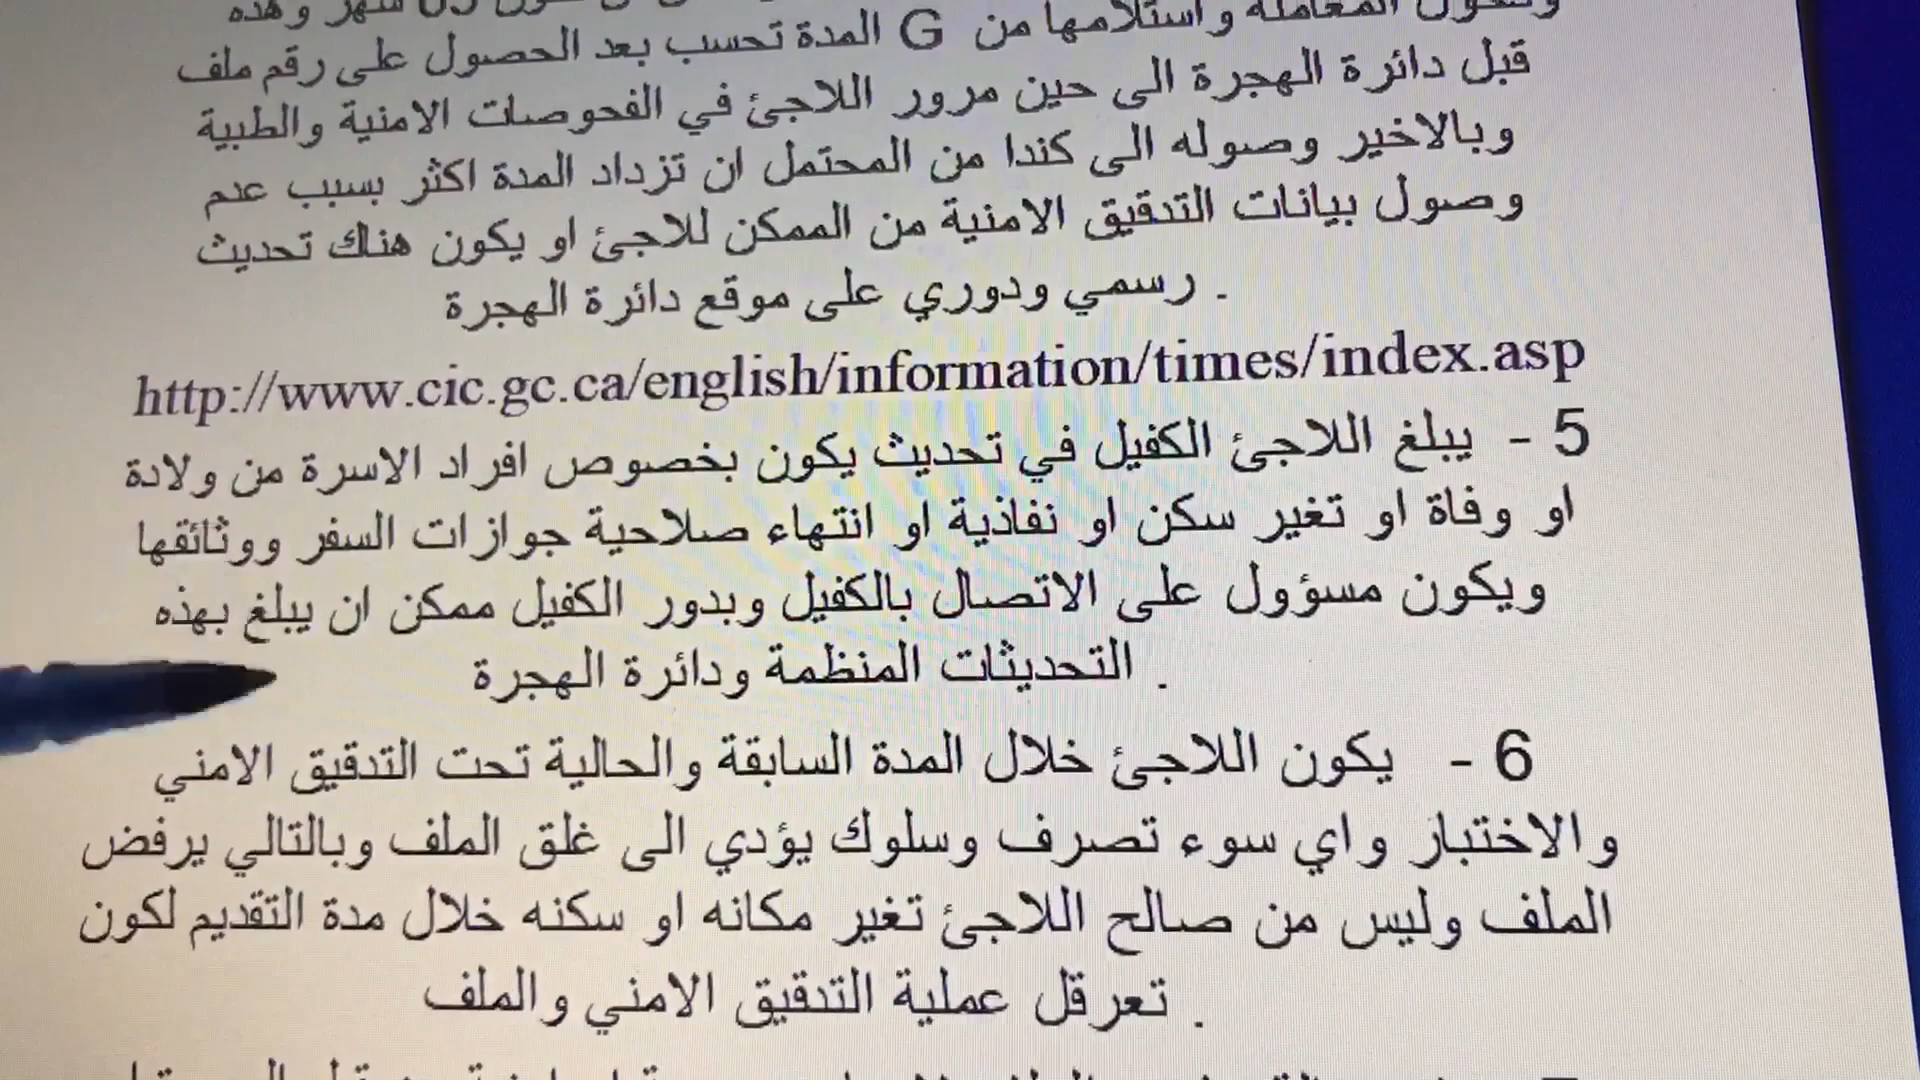 المدة تحسب بعد الحصول على رقم ملف G واستلامها من
قبل دائرة الهجرة الى حين مرور اللاجئ في الفحوصات الامنية والطبية
وبالاخير وصوله الى كندا من المحتمل ان تزداد المدة اكثر بسبب عدم
وصول بيانات التدقيق الامنية من الممكن للاجئ او يكون هناك تحديث
. رسمي ودوري على موقع دائرة الهجرة
http://www.cic.gc.ca/english/information/times/index.asp
5 - يبلغ اللاجئ الكفيل في تحديث يكون بخصوص افراد الاسرة من ولادة
او وفاة او تغير سكن او نفاذية او انتهاء صلاحية جوازات السفر ووثائقها
ويكون مسؤول على الاتصال بالكفيل وبدور الكفيل ممكن ان يبلغ بهذه
. التحديثات المنظمة ودائرة الهجرة
6 - يكون اللاجئ خلال المدة السابقة والحالية تحت التدقيق الامني
والاختبار واي سوء تصرف وسلوك يؤدي الى غلق الملف وبالتالي يرفض
الملف وليس من صالح اللاجئ تغير مكانه او سكنه خلال مدة التقديم لكون
. تعرقل عملية التدقيق الامني والملف